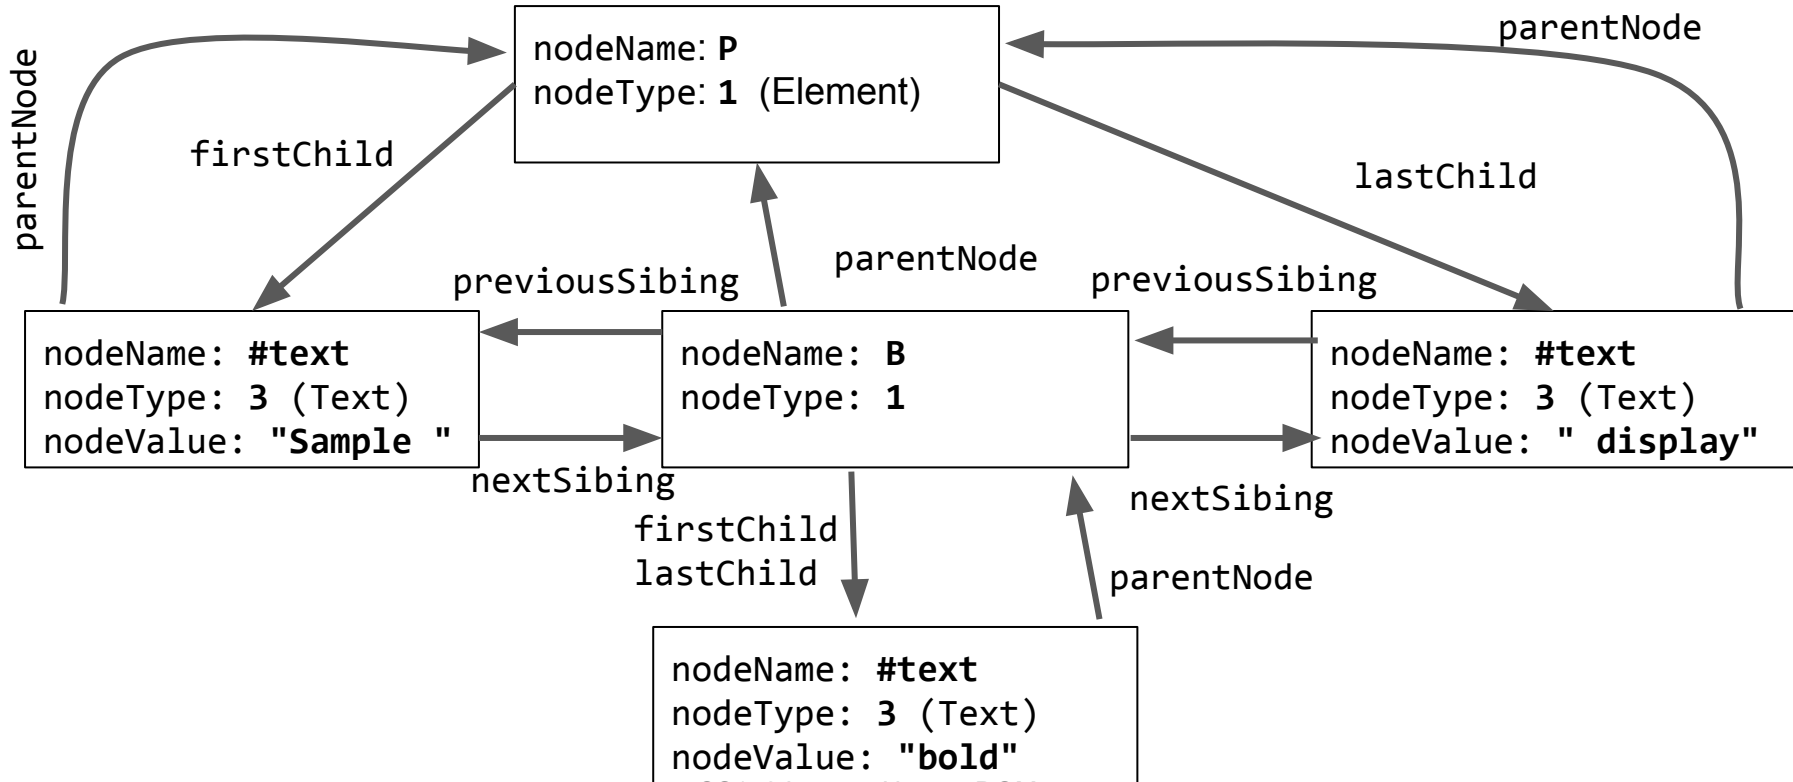 parentNode
nodeName: P
nodeType: 1 (Element)
parentNode
firstChild
lastChild
previousSibing
parentNode
previousSibing
nodeName: #text
nodeType: 3 (Text)
nodeValue: "Sample "
nodeName: B
nodeType: 1
nodeName: #text
nodeType: 3 (Text)
nodeValue: " display"
nextSibing
nextSibing
firstChild
lastChild
parentNode
nodeName: #text
nodeType: 3 (Text)
nodeValue: "bold"